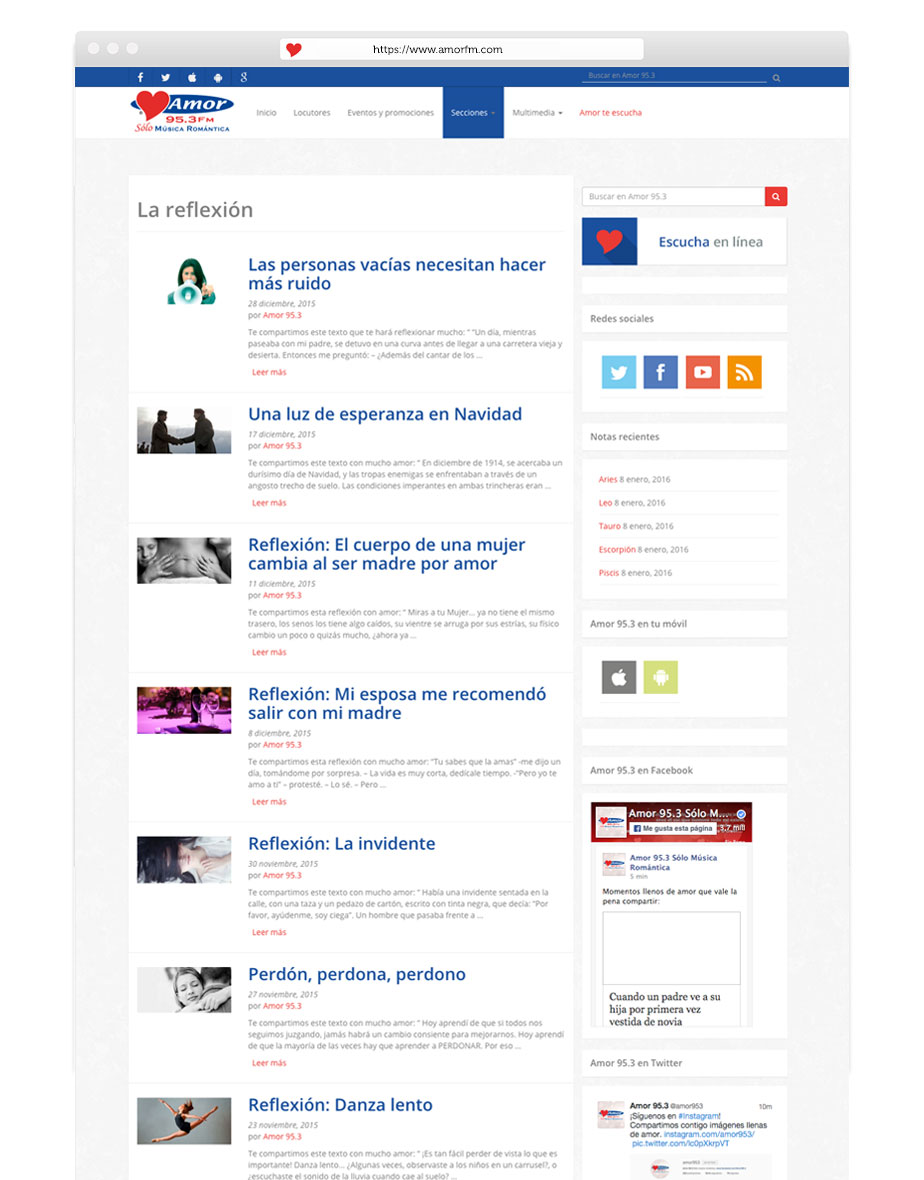 https://www.amorfm.com
Buscar en Amor 95.3
Amor
95.3 FM
Sólo Música Romántica
Inicio Locutores Eventos y promociones Secciones Multimedia Amor te escucha
La reflexión
Las personas vacías necesitan hacer
más ruido
28 diciembre, 2015
por Amor 95.3
Te compartimos este texto que te hará reflexionar mucho: " "Un día, mientras
paseaba con mi padre, se detuvo en una curva antes de llegar a una carretera vieja y
desierta. Entonces me preguntó: – ¿Además del cantar de los ...
Leer más
Una luz de esperanza en Navidad
17 diciembre, 2015
por Amor 95.3
Te compartimos este texto con mucho amor: " En diciembre de 1914, se acercaba un
durísimo día de Navidad, y las tropas enemigas se enfrentaban a través de un
angosto trecho de suelo. Las condiciones imperantes en ambas trincheras eran ...
Leer más
Reflexión: El cuerpo de una mujer
cambia al ser madre por amor
11 diciembre, 2015
por Amor 95.3
Te compartimos esta reflexión con amor: " Miras a tu Mujer... ya no tiene el mismo
trasero, los senos los tiene algo caídos, su vientre se arruga por sus estrías, su físico
cambio un poco o quizás mucho, ¿ahora ya ...
Leer más
Reflexión: Mi esposa me recomendó
salir con mi madre
8 diciembre, 2015
por Amor 95.3
Te compartimos esta reflexión con mucho amor: "Tu sabes que la amas" -me dijo un
día, tomándome por sorpresa. – La vida es muy corta, dedícale tiempo. -"Pero yo te
amo a ti" – protesté. – Lo sé. – Pero ...
Leer más
Reflexión: La invidente
30 noviembre, 2015
por Amor 95.3
Te compartimos este texto con mucho amor: " Había una invidente sentada en la
calle, con una taza y un pedazo de cartón, escrito con tinta negra, que decía: "Por
favor, ayúdenme, soy ciega". Un hombre que pasaba frente a ...
Leer más
Perdón, perdona, perdono
27 noviembre, 2015
por Amor 95.3
Te compartimos este texto con mucho amor: " Hoy aprendí de que si todos nos
seguimos juzgando, jamás habrá un cambio consiente para mejorarnos. Hoy aprendí
de que la mayoría de las veces hay que aprender a PERDONAR. Por eso ...
Leer más
Reflexión: Danza lento
23 noviembre, 2015
por Amor 95.3
Te compartimos este texto con mucho amor: " ¡Es tan fácil perder de vista lo que es
importante! Danza lento... ¿Algunas veces, observaste a los niños en un carrusel?, o
¿escuchaste el sonido de la lluvia cuando cae al suelo? ...
Buscar en Amor 95.3
Escucha en línea
Redes sociales
Notas recientes
Aries 8 enero, 2016
Leo 8 enero, 2016
Tauro 8 enero, 2016
Escorpión 8 enero, 2016
Piscis 8 enero, 2016
Amor 95.3 en tu móvil
Amor 95.3 en Facebook
Amor 95.3 Sólo M...
Me gusta esta página 3,7 mill
Amor 95.3 Sólo Música
Romántica
5 min
Momentos llenos de amor que vale la
pena compartir:
Cuando un padre ve a su
hija por primera vez
vestida de novia
Amor 95.3 en Twitter
Amor 95.3 @amor953 10m
¡Síguenos en #Instagram!
Compartimos contigo imágenes llenas
de amor. instagram.com/amor953/
pic.twitter.com/lc0pXkrpVT